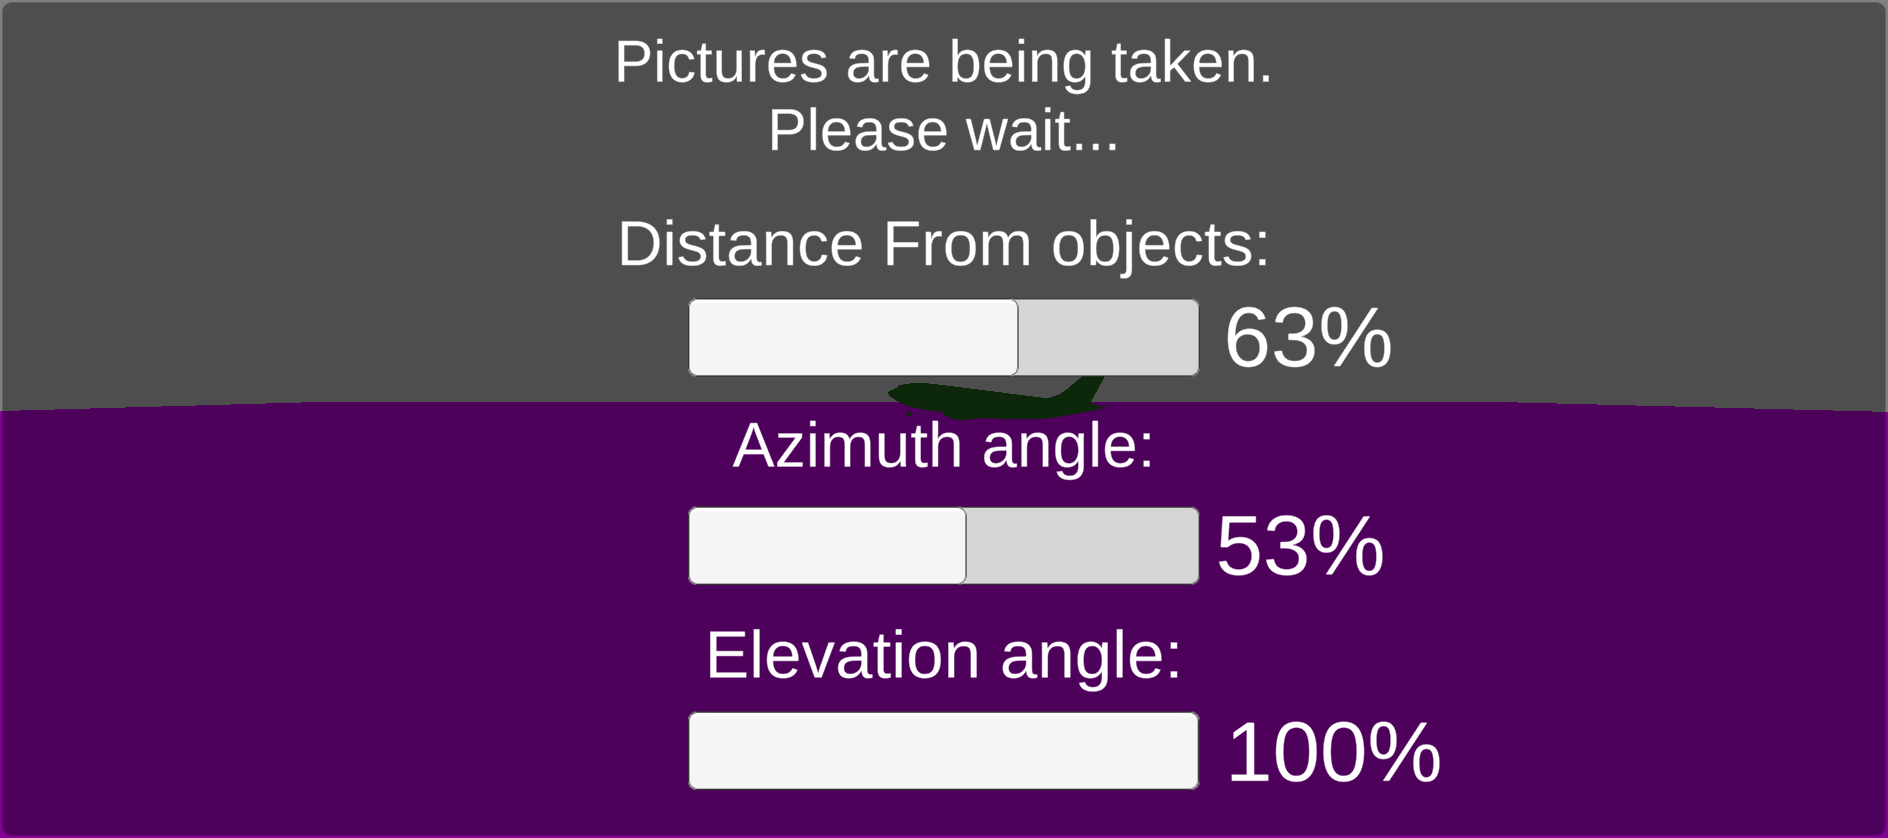 Pictures are being taken.
Please wait...
Distance From objects:
63%
Azimuth angle:
53%
Elevation angle:
100%